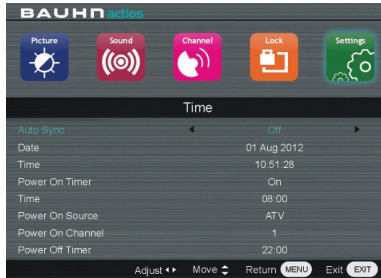 BAUHN actios
Picture Sound Channel Lock Settings
Time
Auto Sync Off
Date 01 Aug 2012
Time 10:51:28
Power On Timer On
Time 08:00
Power On Source ATV
Power On Channel 1
Power Off Timer 22:00
Adjust Move Return MENU Exit EXIT